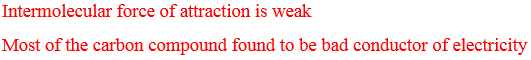 Intermolecular force of attraction is weak
Most of the carbon compound found to be bad conductor of electricity